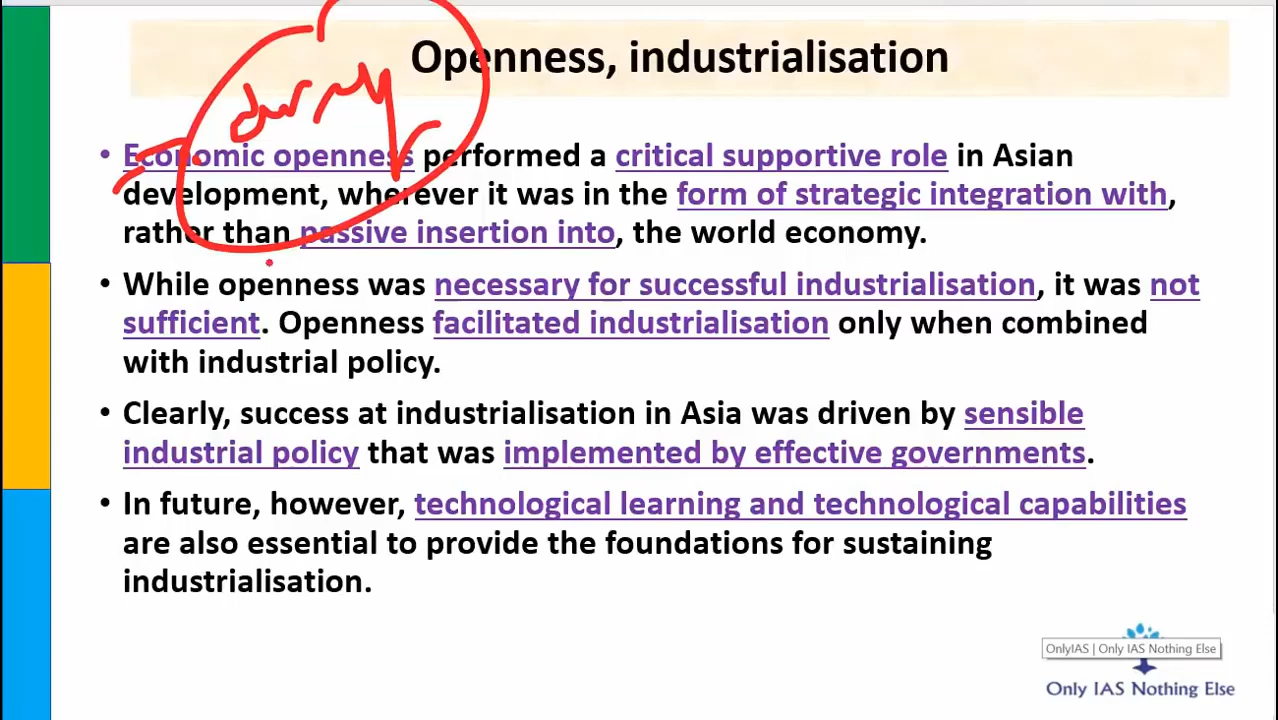 Openness, industrialisation
• Economic openness performed a critical supportive role in Asian
development, wherever it was in the form of strategic integration with,
rather than passive insertion into, the world economy.
• While openness was necessary for successful industrialisation, it was not
sufficient. Openness facilitated industrialisation only when combined
with industrial policy.
• Clearly, success at industrialisation in Asia was driven by sensible
industrial policy that was implemented by effective governments.
• In future, however, technological learning and technological capabilities
are also essential to provide the foundations for sustaining
industrialisation.
OnlyIAS | Only IAS Nothing Else
Only IAS Nothing Else